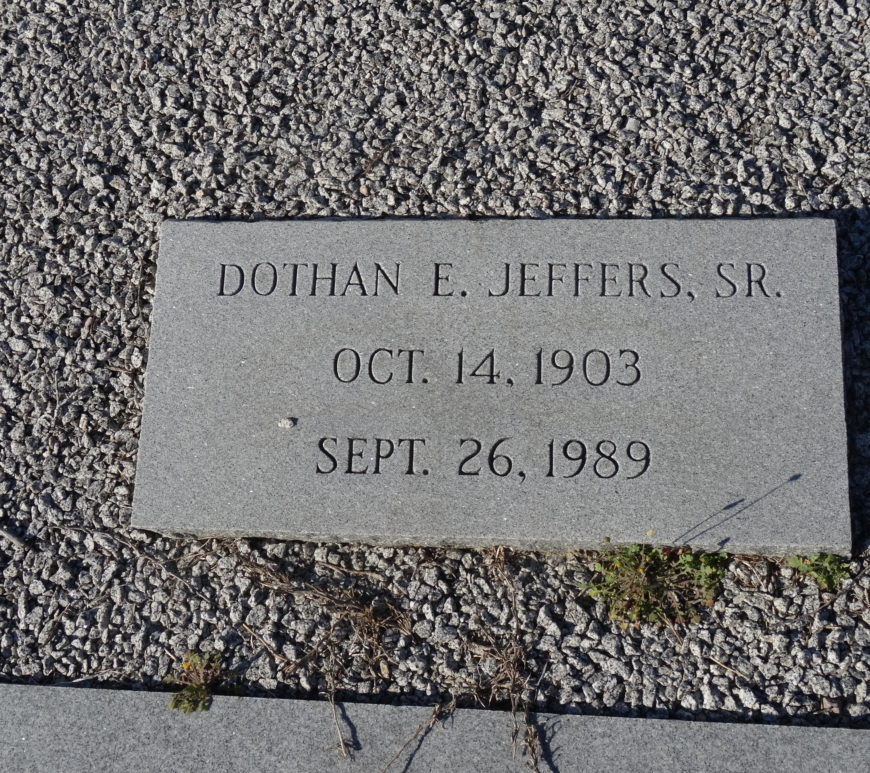 DOTHAN E. JEFFERS, SR.
OCT. 14, 1903
SEPT. 26, 1989